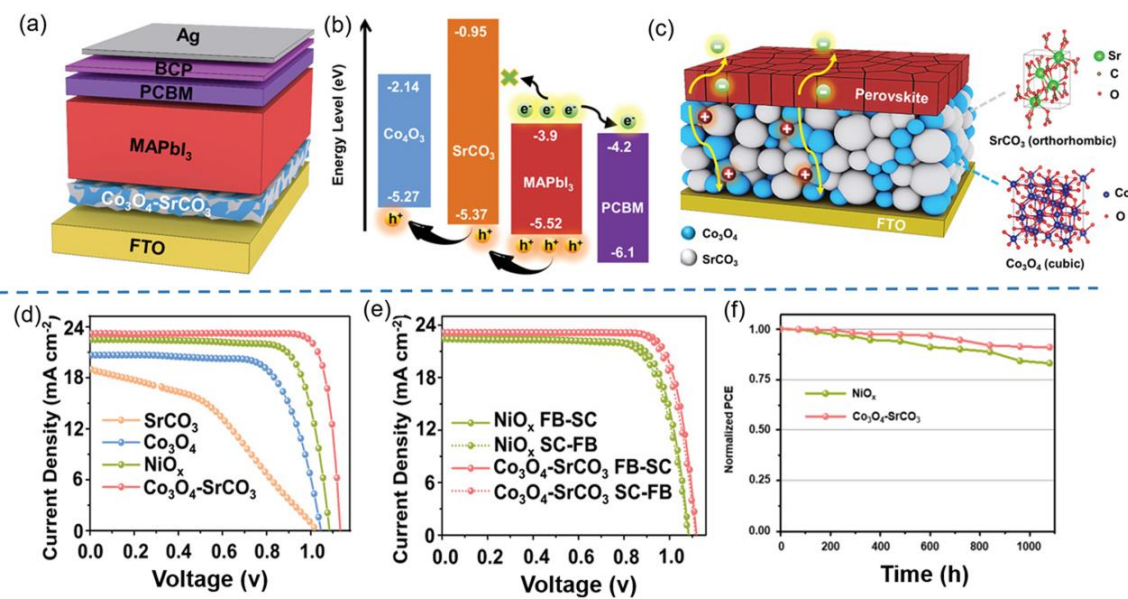 (a)
Ag
BCP
PCBM
MAPbI₃
Co₃O₄-SrCO₃
FTO
(b)
Energy Level (eV)
-2.14
Co₄O₃
-5.27
h⁺
-0.95
SrCO₃
-5.37
h⁺
e⁻ e⁻ e⁻
-3.9
MAPbI₃
-5.52
h⁺ h⁺ h⁺
e⁻
-4.2
PCBM
-6.1
(c)
Perovskite
FTO
Co₃O₄
SrCO₃
Sr
C
O
SrCO₃ (orthorhombic)
Co
O
Co₃O₄ (cubic)
(d)
Current Density (mA cm⁻²)
24
18
12
6
0
SrCO₃
Co₃O₄
NiOₓ
Co₃O₄-SrCO₃
0.0 0.2 0.4 0.6 0.8 1.0
Voltage (v)
(e)
Current Density (mA cm⁻²)
24
18
12
6
0
NiOₓ FB-SC
NiOₓ SC-FB
Co₃O₄-SrCO₃ FB-SC
Co₃O₄-SrCO₃ SC-FB
0.0 0.2 0.4 0.6 0.8 1.0
Voltage (v)
(f)
Normalized PCE
1.00
0.75
0.50
0.25
0.00
NiOₓ
Co₃O₄-SrCO₃
0 200 400 600 800 1000
Time (h)